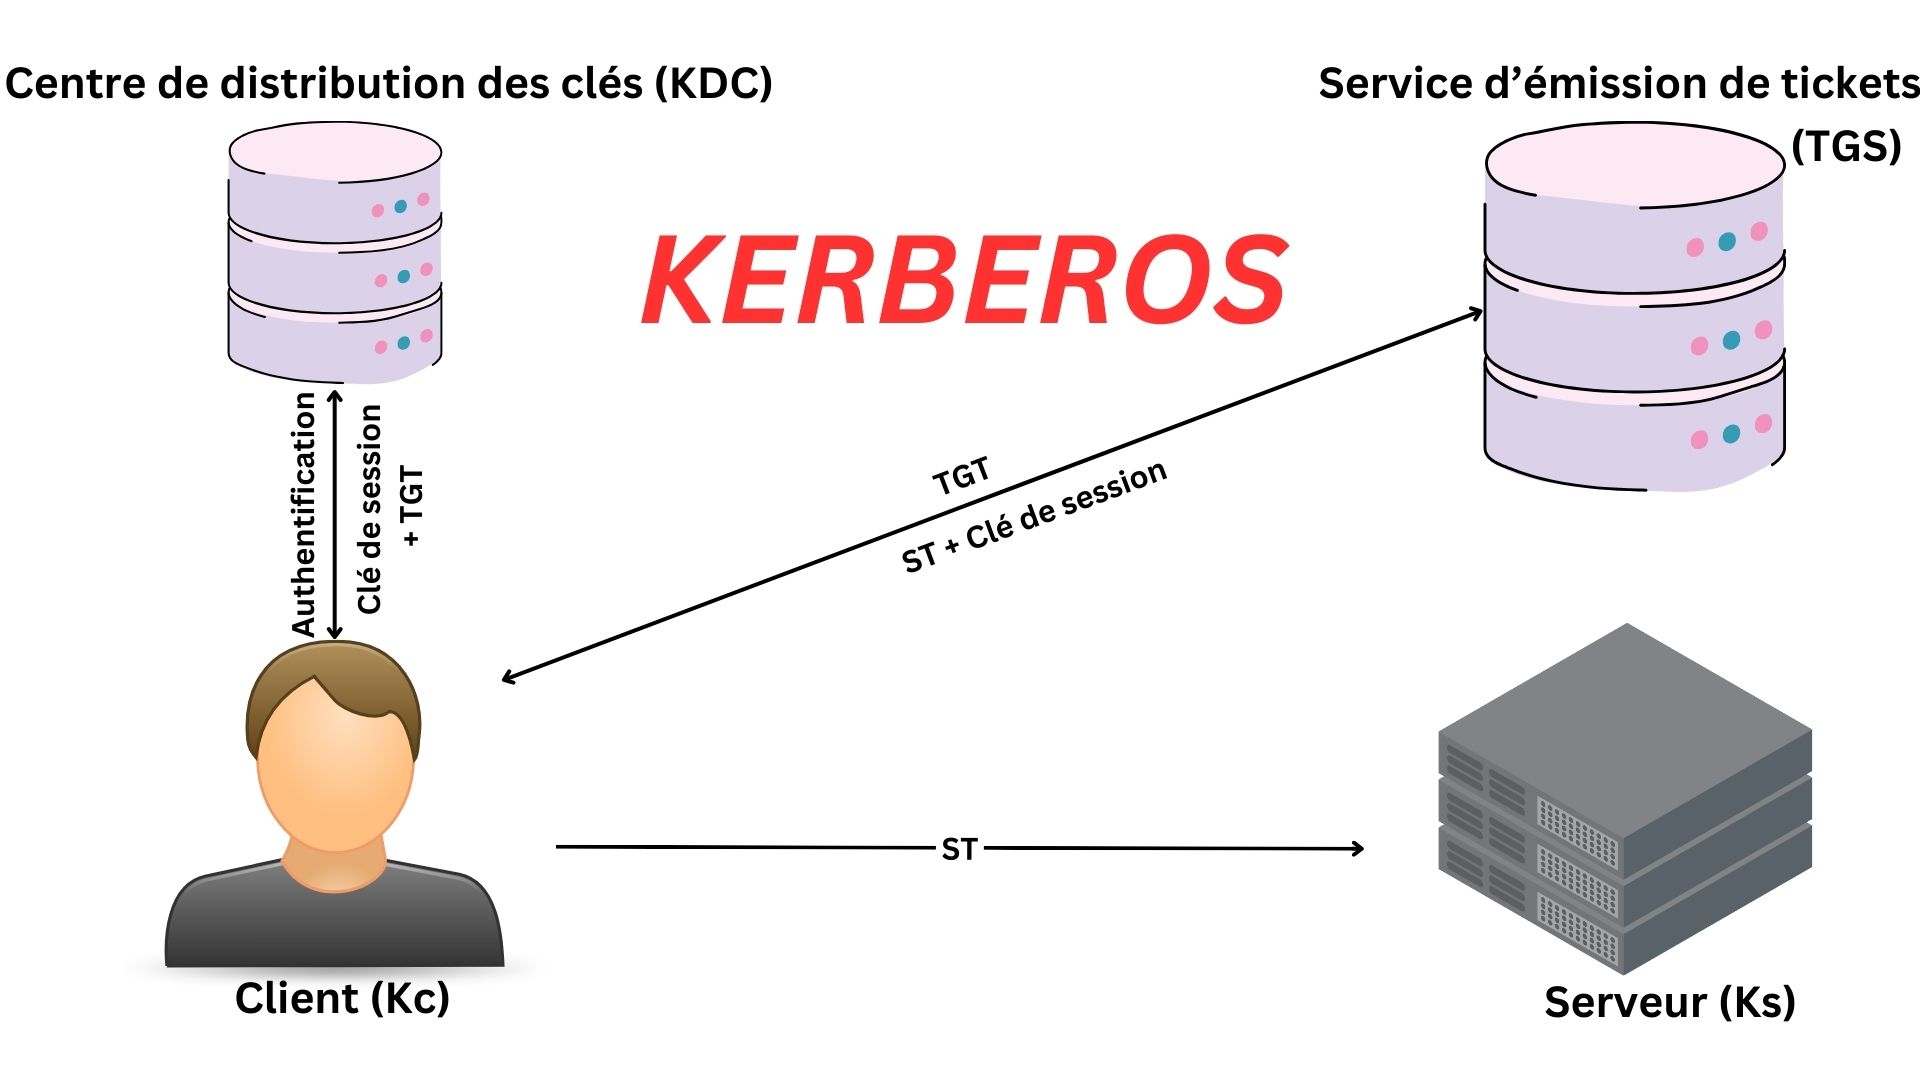 Centre de distribution des clés (KDC)
Service d’émission de tickets
(TGS)
KERBEROS
Authentification
Clé de session
+ TGT
TGT
ST + Clé de session
ST
Client (Kc)
Serveur (Ks)